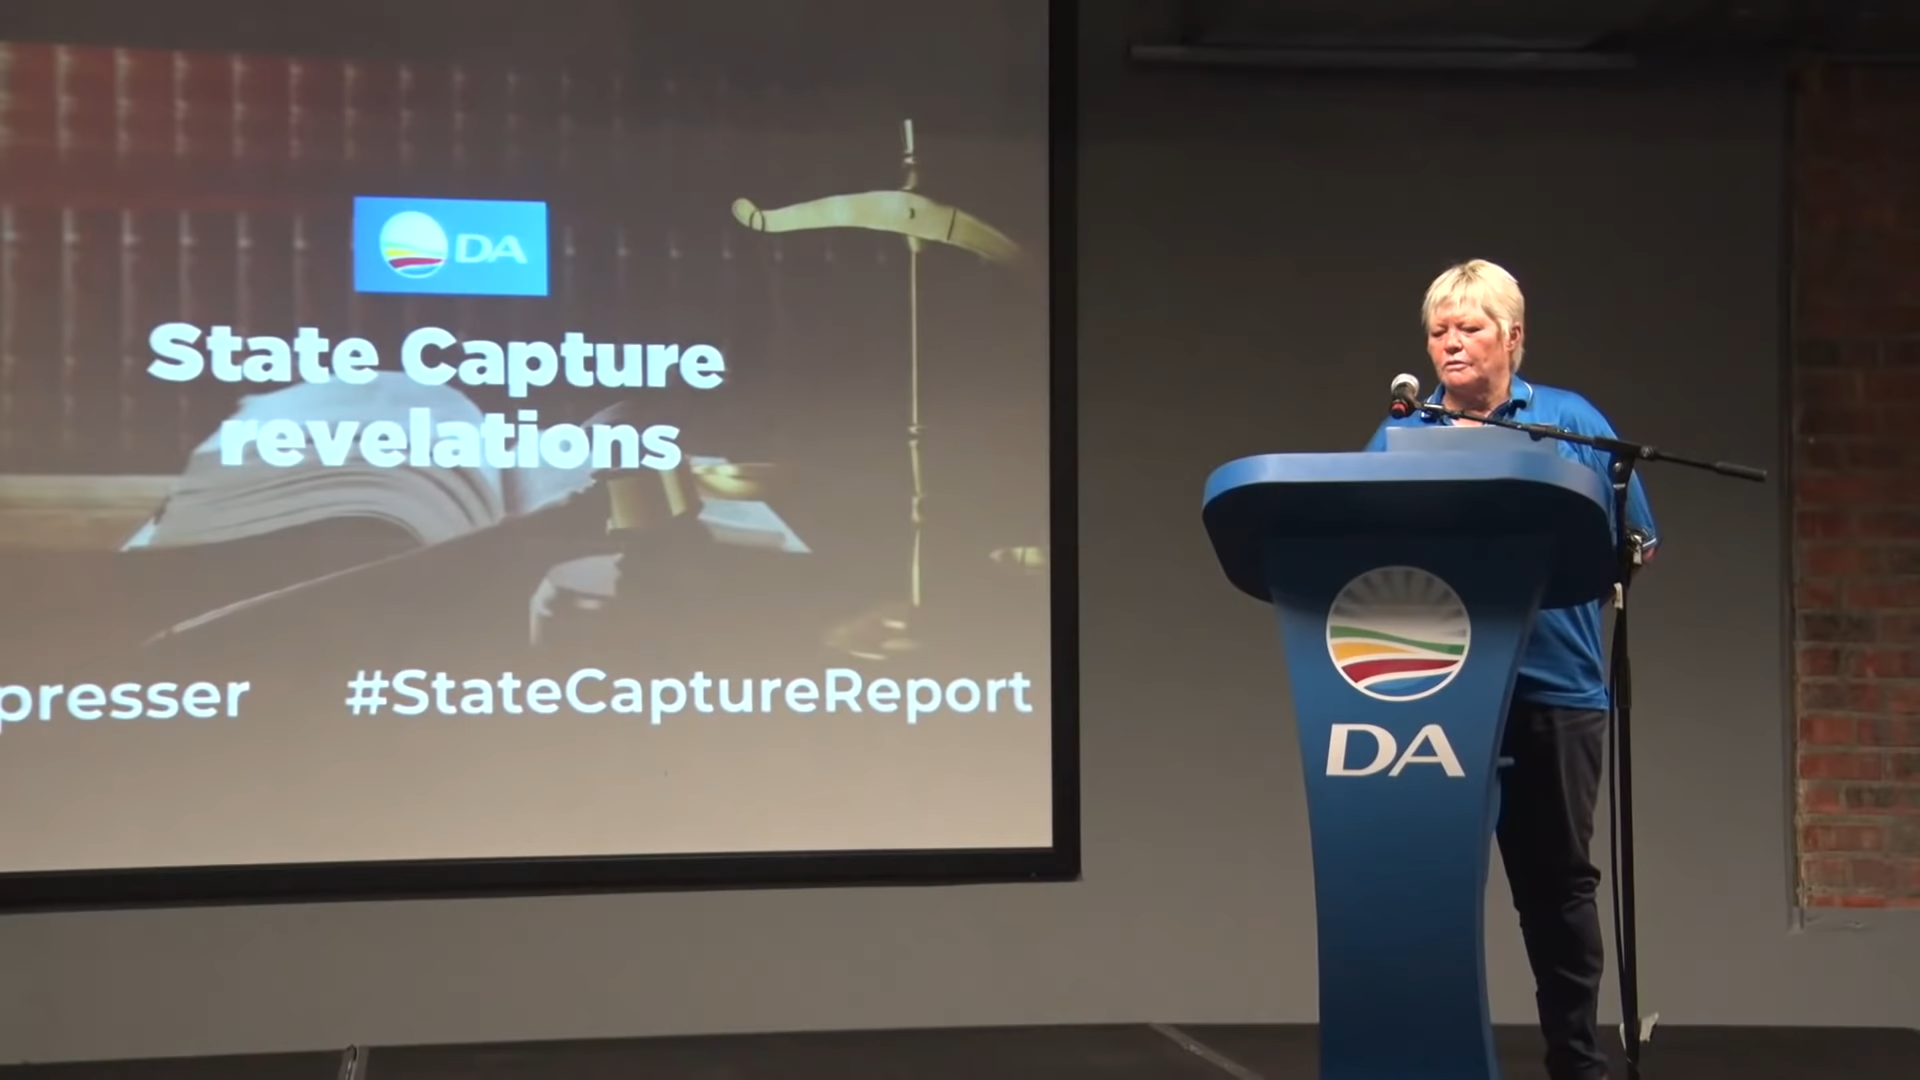 DA
State Capture
revelations
presser #StateCaptureReport
DA